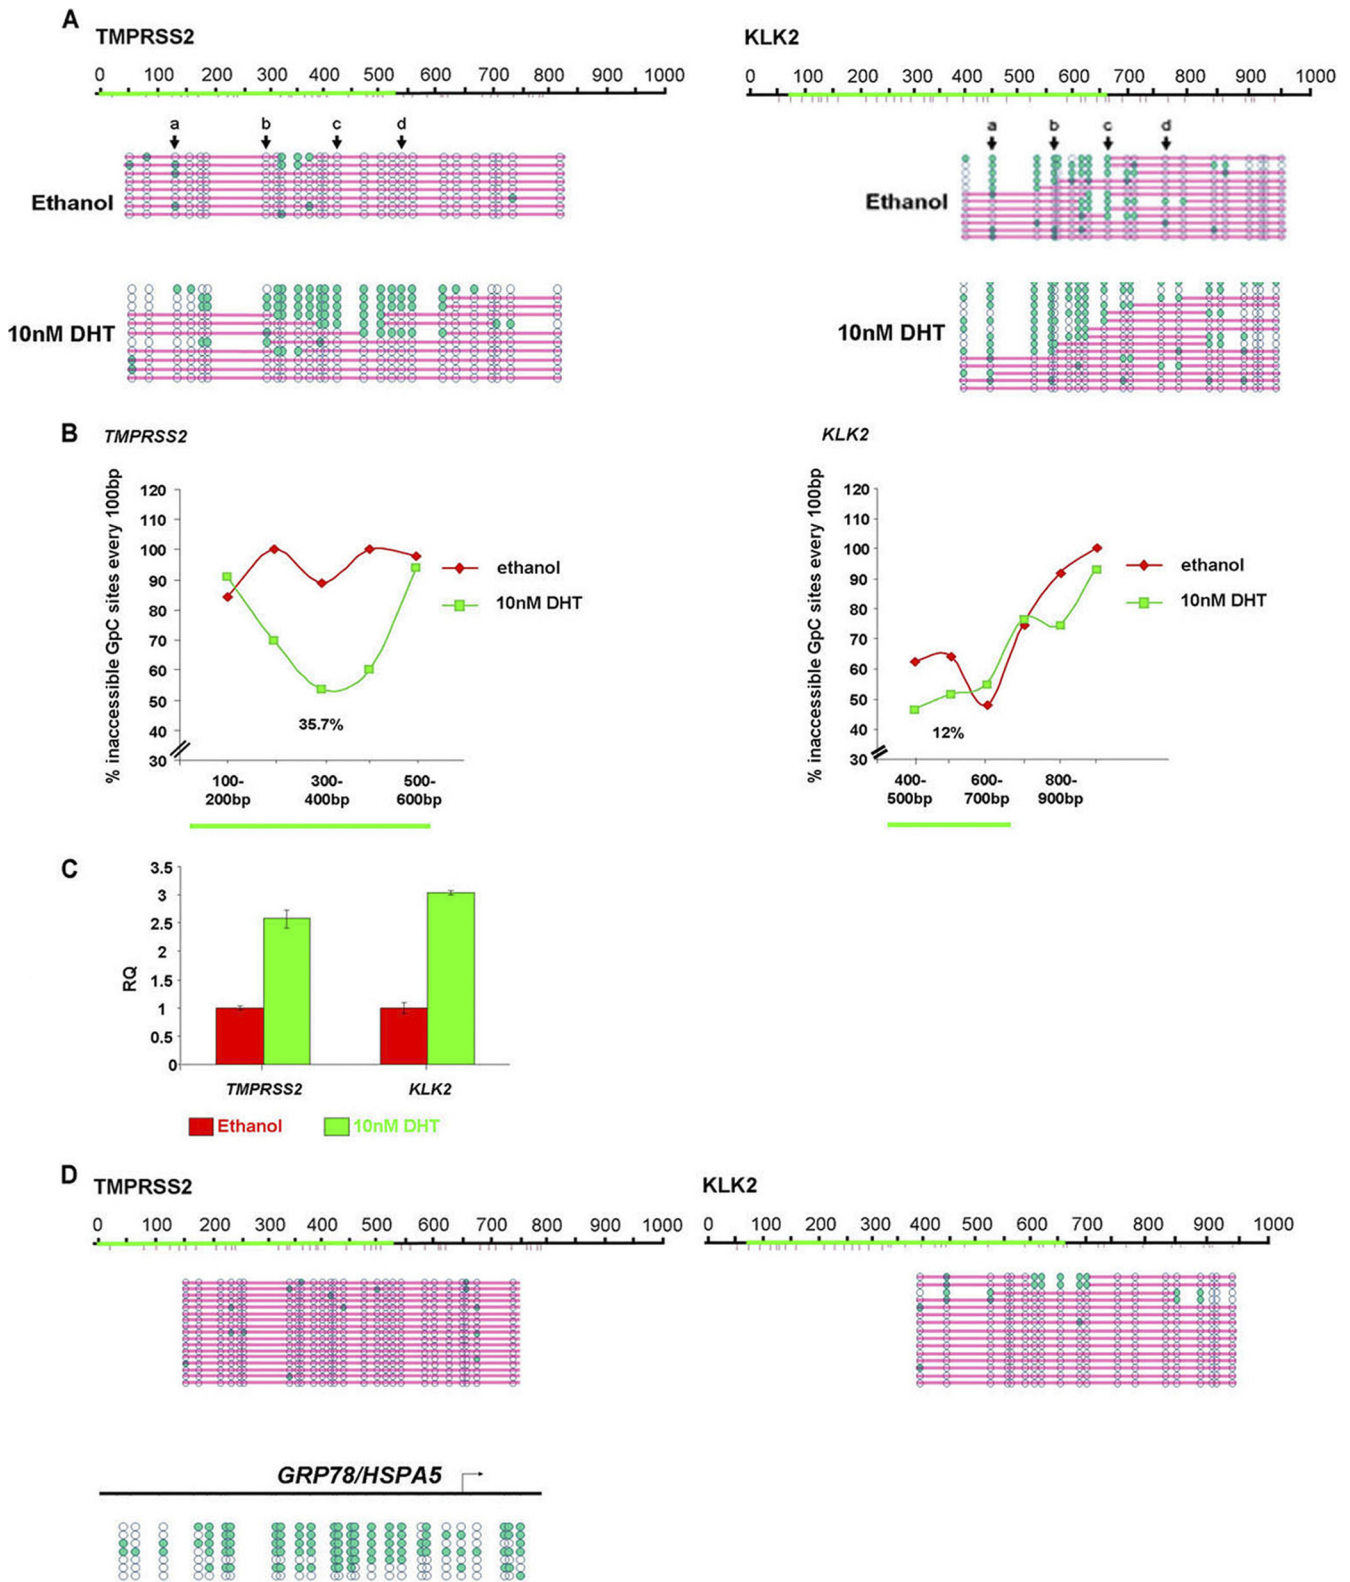 A
TMPRSS2
KLK2
0 100 200 300 400 500 600 700 800 900 1000
0 100 200 300 400 500 600 700 800 900 1000
a b c d
a b c d
Ethanol
Ethanol
10nM DHT
10nM DHT
B
TMPRSS2
KLK2
% inaccessible GpC sites every 100bp
120
110
100
90
80
70
60
50
40
30
ethanol
10nM DHT
35.7%
100-200bp
300-400bp
500-600bp
% inaccessible GpC sites every 100bp
120
110
100
90
80
70
60
50
40
30
ethanol
10nM DHT
12%
400-500bp
600-700bp
800-900bp
C
RQ
3.5
3
2.5
2
1.5
1
0.5
0
TMPRSS2 KLK2
Ethanol 10nM DHT
D
TMPRSS2
KLK2
0 100 200 300 400 500 600 700 800 900 1000
0 100 200 300 400 500 600 700 800 900 1000
GRP78/HSPA5